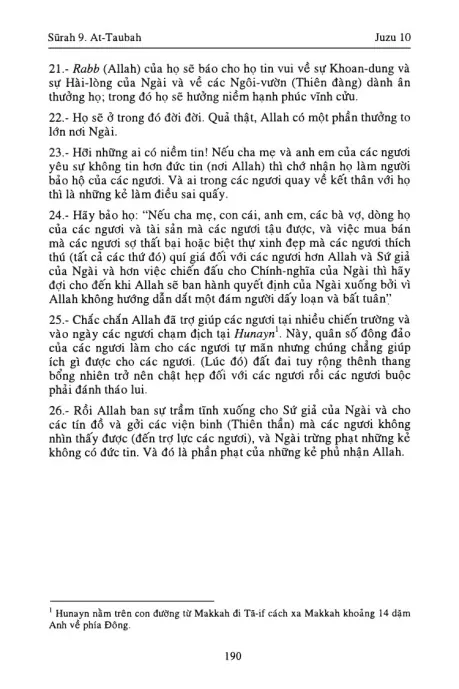 Sūrah 9. At-Taubah Juzu 10
21.- Rabb (Allah) của họ sẽ báo cho họ tin vui về sự Khoan-dung và
sự Hài-lòng của Ngài và về các Ngôi-vườn (Thiên đàng) dành ân
thưởng họ; trong đó họ sẽ hưởng niềm hạnh phúc vĩnh cửu.
22.- Họ sẽ ở trong đó đời đời. Quả thật, Allah có một phần thưởng to
lớn nơi Ngài.
23.- Hỡi những ai có niềm tin! Nếu cha mẹ và anh em của các ngươi
yêu sự không tin hơn đức tin (nơi Allah) thì chớ nhận họ làm người
bảo hộ của các ngươi. Và ai trong các ngươi quay về kết thân với họ
thì là những kẻ làm điều sai quấy.
24.- Hãy bảo họ: “Nếu cha mẹ, con cái, anh em, các bà vợ, dòng họ
của các ngươi và tài sản mà các ngươi tậu được, và việc mua bán
mà các ngươi sợ thất bại hoặc biệt thự xinh đẹp mà các ngươi thích
thú (tất cả các thứ đó) quí giá đối với các ngươi hơn Allah và Sứ giả
của Ngài và hơn việc chiến đấu cho Chính-nghĩa của Ngài thì hãy
đợi cho đến khi Allah sẽ ban hành quyết định của Ngài xuống bởi vì
Allah không hướng dẫn dắt một đám người dấy loạn và bất tuân”.
25.- Chắc chắn Allah đã trợ giúp các ngươi tại nhiều chiến trường và
vào ngày các ngươi chạm địch tại Hunayn¹. Này, quân số đông đảo
của các ngươi làm cho các ngươi tự mãn nhưng chúng chẳng giúp
ích gì được cho các ngươi. (Lúc đó) đất đai tuy rộng thênh thang
bổng nhiên trở nên chật hẹp đối với các ngươi rồi các ngươi buộc
phải đánh tháo lui.
26.- Rồi Allah ban sự trầm tĩnh xuống cho Sứ giả của Ngài và cho
các tín đồ và gởi các viện binh (Thiên thần) mà các ngươi không
nhìn thấy được (đến trợ lực các ngươi), và Ngài trừng phạt những kẻ
không có đức tin. Và đó là phần phạt của những kẻ phủ nhận Allah.
¹ Hunayn nằm trên con đường từ Makkah đi Tā-if cách xa Makkah khoảng 14 dặm
Anh về phía Đông.
190